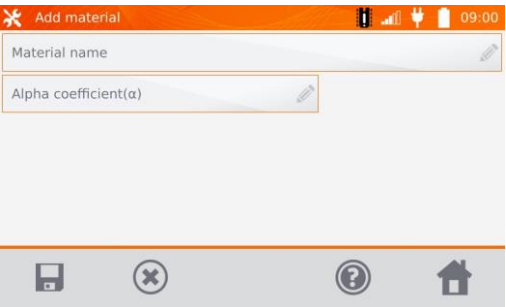 Add material
09:00
Material name
Alpha coefficient(α)
?